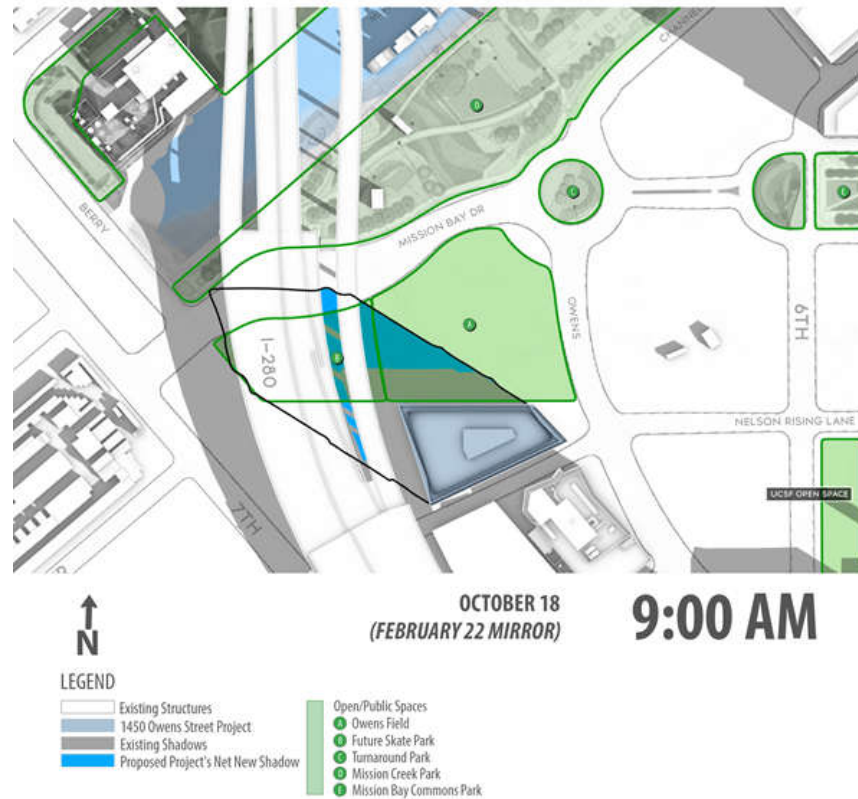 CHANNEL
D
BERRY
MISSION BAY DR
C
E
OWENS
A
6TH
I-280
B
NELSON RISING LANE
UCSF OPEN SPACE
7TH
N
OCTOBER 18
(FEBRUARY 22 MIRROR)
9:00 AM
LEGEND
Existing Structures
1450 Owens Street Project
Existing Shadows
Proposed Project's Net New Shadow
Open/Public Spaces
A Owens Field
B Future Skate Park
C Turnaround Park
D Mission Creek Park
E Mission Bay Commons Park